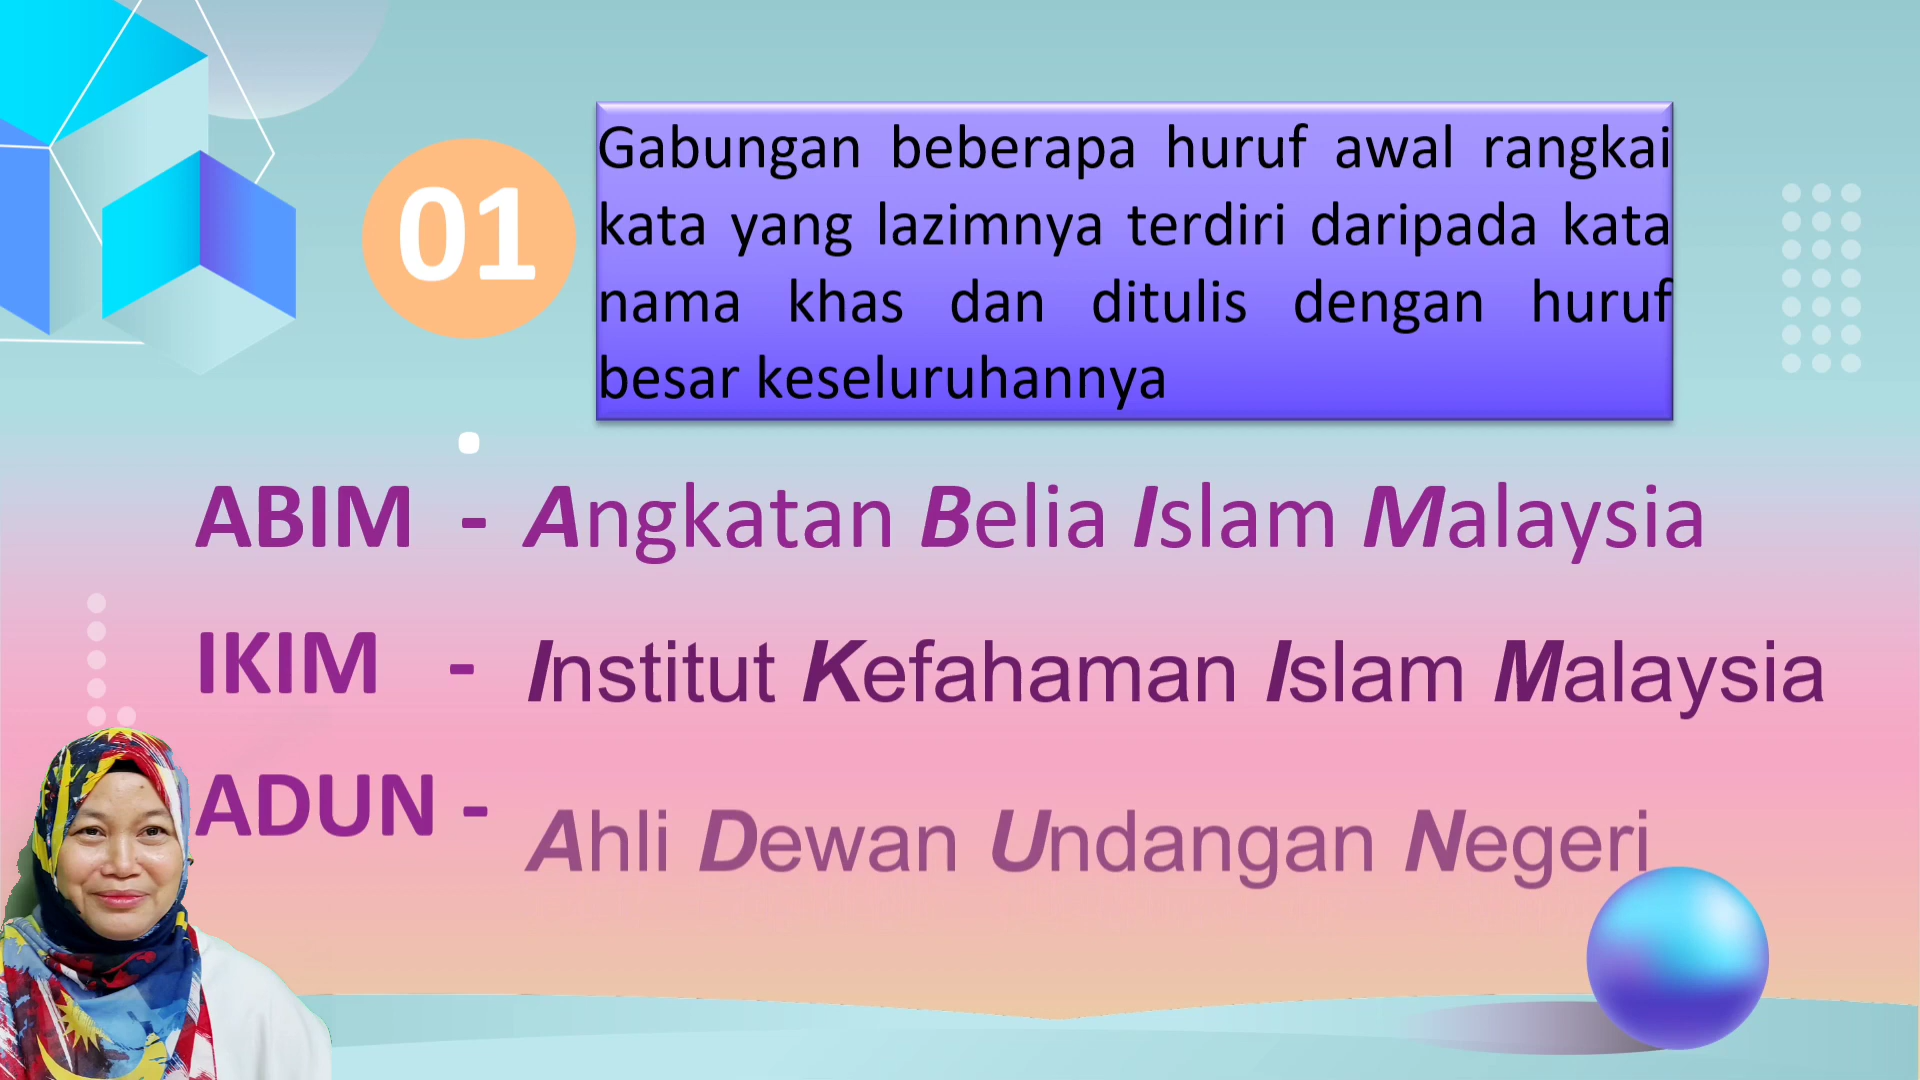 01
Gabungan beberapa huruf awal rangkai
kata yang lazimnya terdiri daripada kata
nama khas dan ditulis dengan huruf
besar keseluruhannya
.
ABIM - Angkatan Belia Islam Malaysia
IKIM - Institut Kefahaman Islam Malaysia
ADUN - Ahli Dewan Undangan Negeri